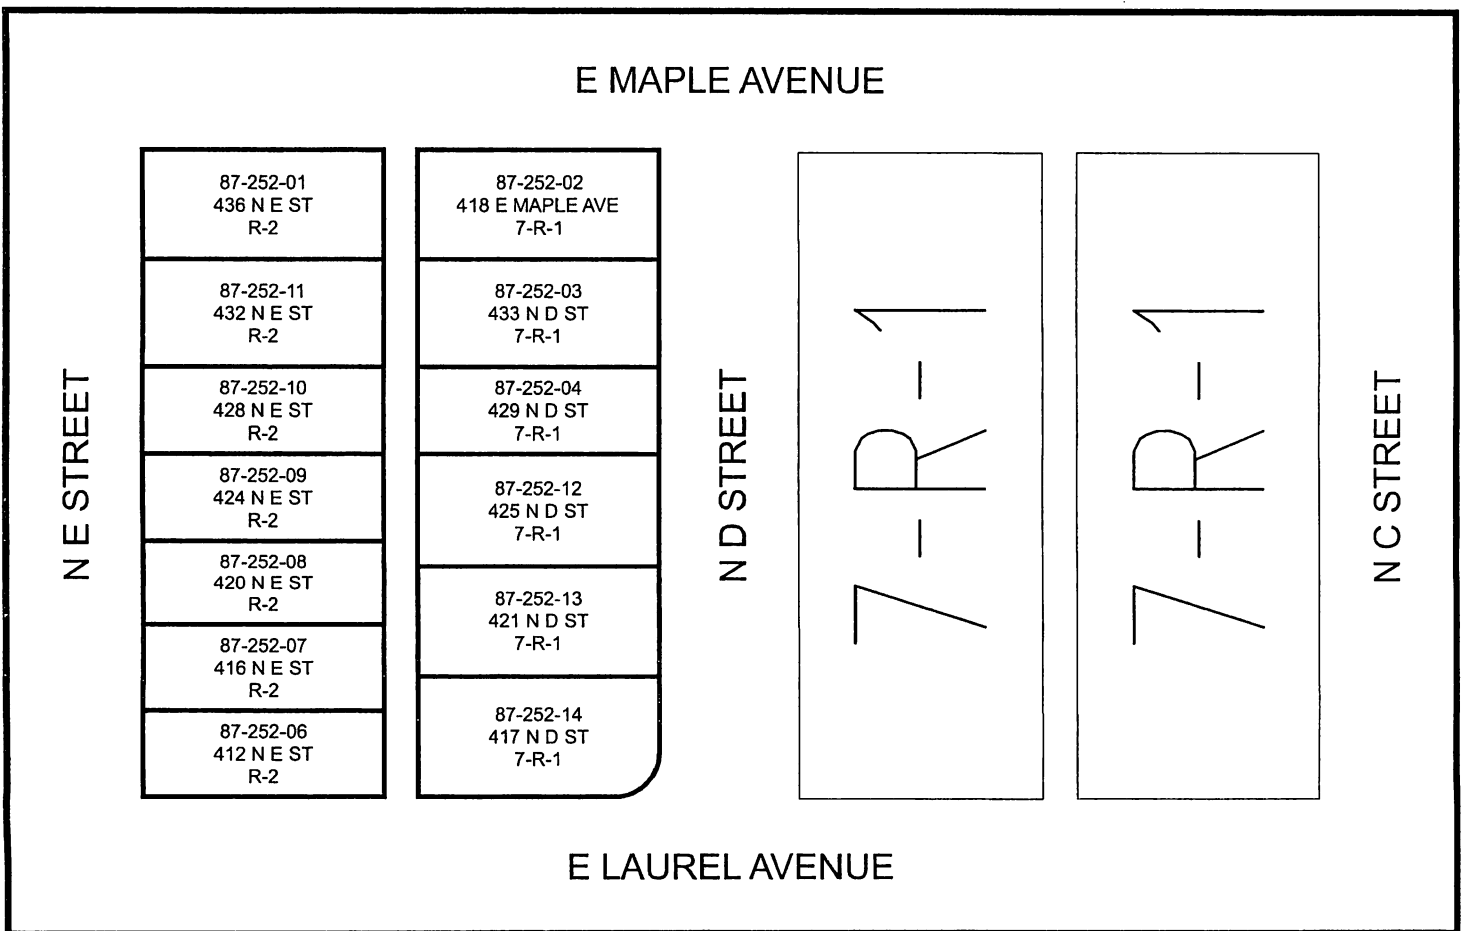 E MAPLE AVENUE
87-252-01
436 N E ST
R-2
87-252-11
432 N E ST
R-2
87-252-10
428 N E ST
R-2
87-252-09
424 N E ST
R-2
87-252-08
420 N E ST
R-2
87-252-07
416 N E ST
R-2
87-252-06
412 N E ST
R-2
87-252-02
418 E MAPLE AVE
7-R-1
87-252-03
433 N D ST
7-R-1
87-252-04
429 N D ST
7-R-1
87-252-12
425 N D ST
7-R-1
87-252-13
421 N D ST
7-R-1
87-252-14
417 N D ST
7-R-1
N E STREET
N D STREET
7-R-1
7-R-1
N C STREET
E LAUREL AVENUE